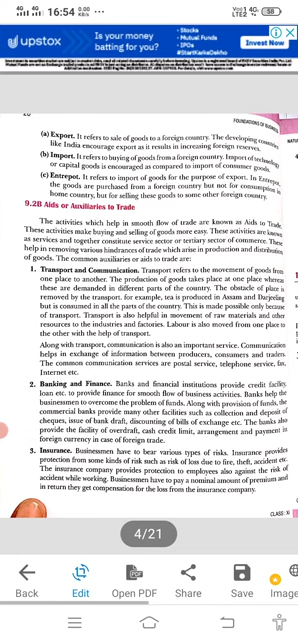 16:54
0.00 KB/s
Vo)) 4G
LTE2
58
upstox
Is your money
batting for you?
• Stocks
• Mutual Funds
• IPOs
#StartKarkeDekho
Invest Now
FOUNDATIONS OF
(a) Export. It refers to sale of goods to a foreign country. The developing countries
like India encourage export as it results in increasing foreign reserves.
(b) Import. It refers to buying of goods from a foreign country. Import of technology
or capital goods is encouraged as compared to import of consumer goods.
(c) Entrepot. It refers to import of goods for the purpose of export. In Entrepot,
the goods are purchased from a foreign country but not for consumption in
home country, but for selling these goods to some other foreign country.
9.2B Aids or Auxiliaries to Trade
The activities which help in smooth flow of trade are known as Aids to Trade.
These activities make buying and selling of goods more easy. These activities are known
as services and together constitute service sector or tertiary sector of commerce. These
help in removing various hindrances of trade which arise in production and distribution
of goods. The common auxiliaries or aids to trade are:
1. Transport and Communication. Transport refers to the movement of goods from
one place to another. The production of goods takes place at one place whereas
these are demanded in different parts of the country. The obstacle of place is
removed by the transport. for example, tea is produced in Assam and Darjeeling
but is consumed in all the parts of the country. This is made possible only because
of transport. Transport is also helpful in movement of raw materials and other
resources to the industries and factories. Labour is also moved from one place to
the other with the help of transport.
Along with transport, communication is also an important service. Communication
helps in exchange of information between producers, consumers and traders.
The common communication services are postal service, telephone service, fax,
Internet etc.
2. Banking and Finance. Banks and financial institutions provide credit facility,
loan etc. to provide finance for smooth flow of business activities. Banks help the
businessmen to overcome the problem of funds. Along with provision of funds, the
commercial banks provide many other facilities such as collection and deposit of
cheques, issue of bank draft, discounting of bills of exchange etc. The banks also
provide the facility of overdraft, cash credit limit, arrangement and payment in
foreign currency in case of foreign trade.
3. Insurance. Businessmen have to bear various types of risks. Insurance provides
protection from some kinds of risk such as risk of loss due to fire, theft, accident etc.
The insurance company provides protection to employees also against the risk of
accident while working. Businessmen have to pay a nominal amount of premium and
in return they get compensation for the loss from the insurance company.
CLASS: XI
4/21
Back
Edit
Open PDF
Share
Save
Image